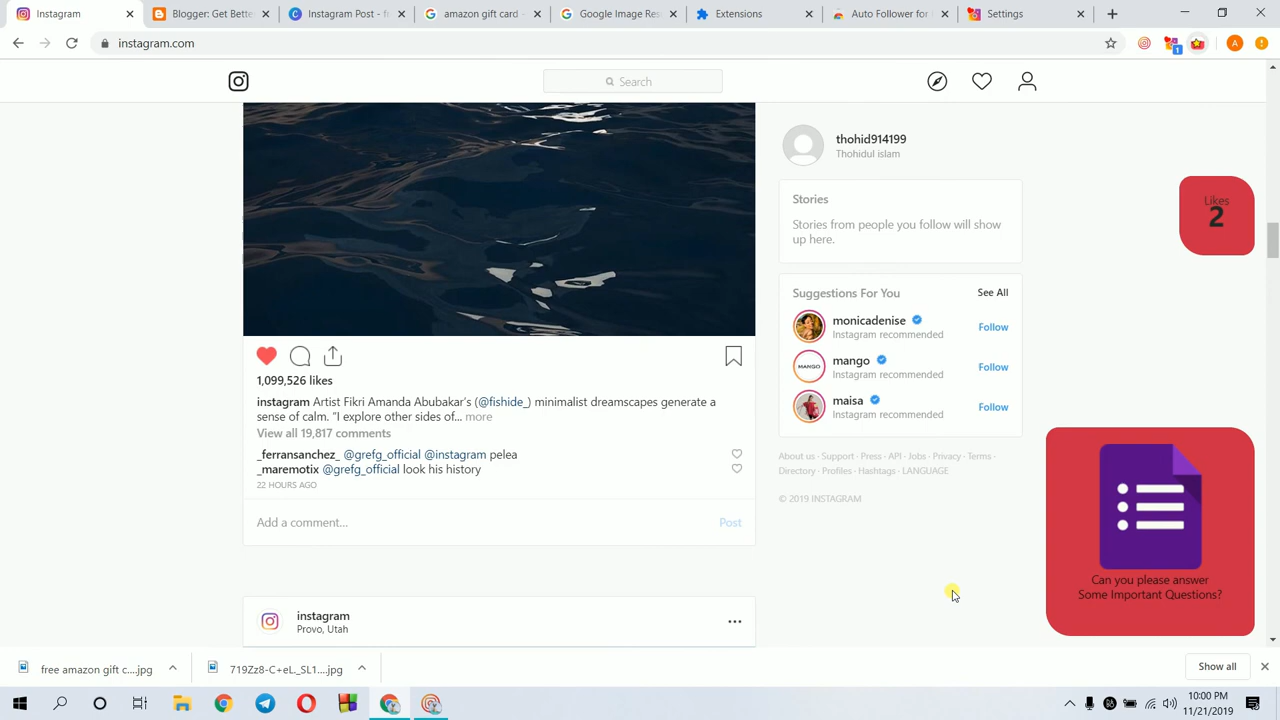 Instagram
Blogger: Get Better
Instagram Post - f
amazon gift card -
Google Image Res
Extensions
Auto Follower for
Settings
instagram.com
A
1
Search
thohid914199
Thohidul islam
Stories
Stories from people you follow will show
up here.
Likes
2
Suggestions For You
See All
monicadenise
Instagram recommended
Follow
mango
Instagram recommended
Follow
MANGO
maisa
Instagram recommended
Follow
About us · Support · Press · API · Jobs · Privacy · Terms ·
Directory · Profiles · Hashtags · LANGUAGE
© 2019 INSTAGRAM
1,099,526 likes
instagram Artist Fikri Amanda Abubakar's (@fishide_) minimalist dreamscapes generate a
sense of calm. "I explore other sides of... more
View all 19,817 comments
_ferransanchez_ @grefg_official @instagram pelea
_maremotix @grefg_official look his history
22 HOURS AGO
Add a comment...
Post
Can you please answer
Some Important Questions?
instagram
Provo, Utah
free amazon gift c....jpg
719Zz8-C+eL._SL1....jpg
Show all
10:00 PM
11/21/2019